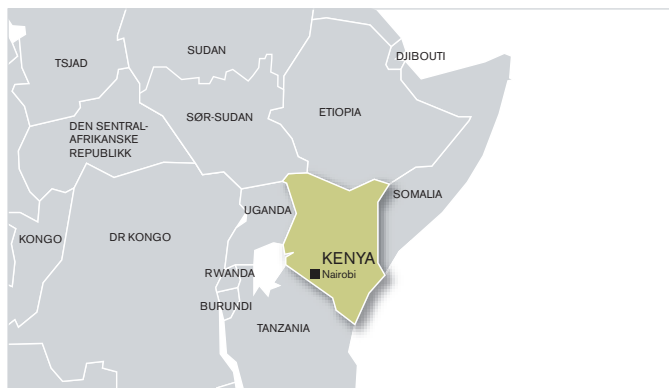 SUDAN
DJIBOUTI
TSJAD
ETIOPIA
SØR-SUDAN
DEN SENTRAL-
AFRIKANSKE
REPUBLIKK
SOMALIA
UGANDA
KONGO
DR KONGO
KENYA
RWANDA
Nairobi
BURUNDI
TANZANIA